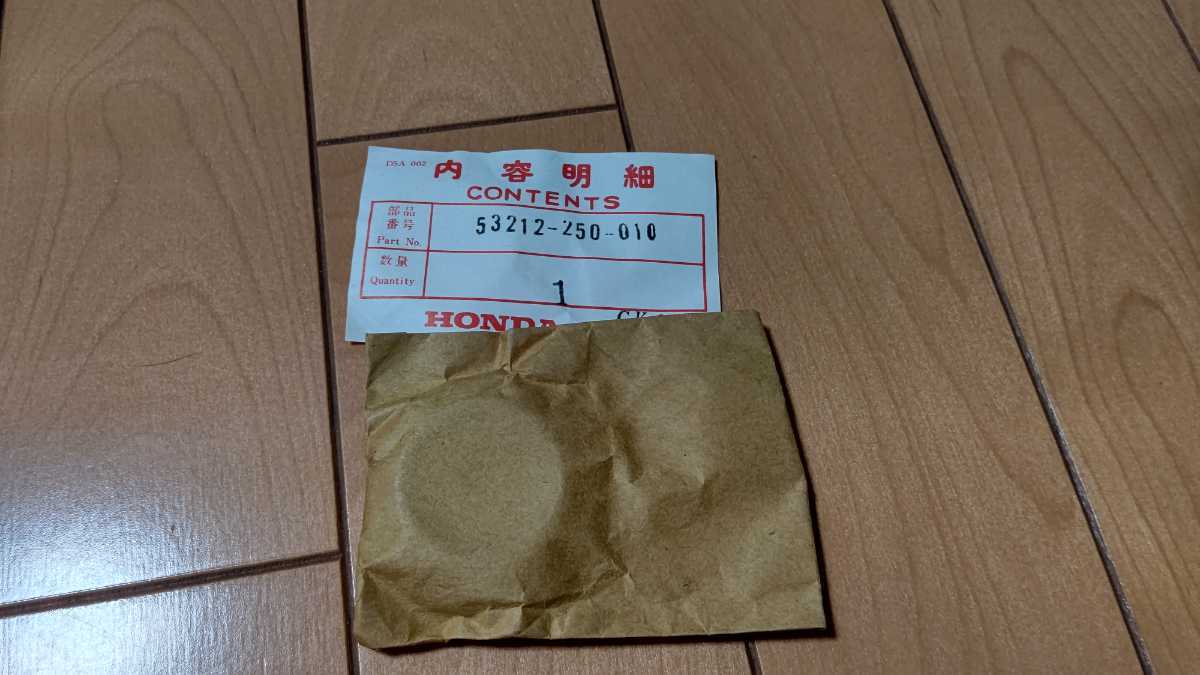 DSA 002
内容明細
CONTENTS
部品
番号
Part No.
53212-250-010
数量
Quantity
1
HONDA